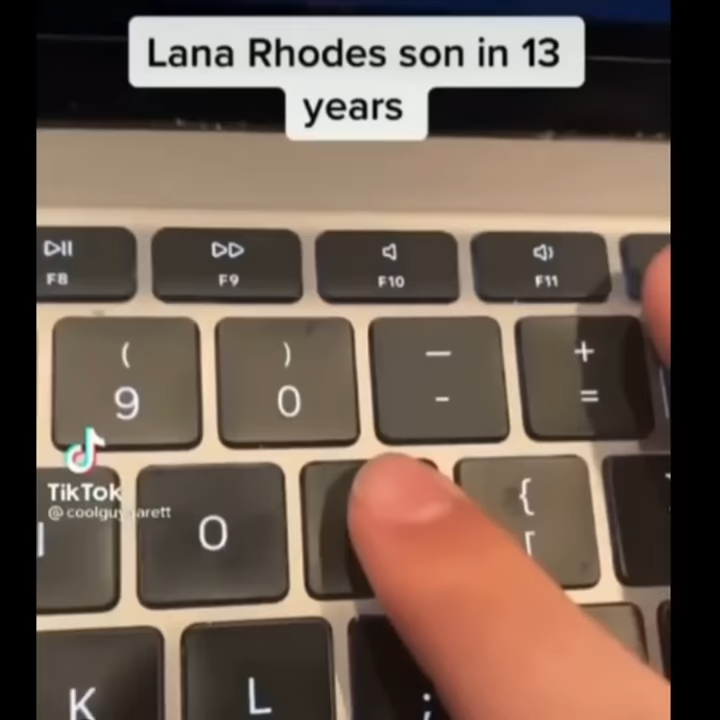 Lana Rhodes son in 13
years
F8 F9 F10 F11
( ) — +
9 0 - =
TikTok
O {
[
K L ;